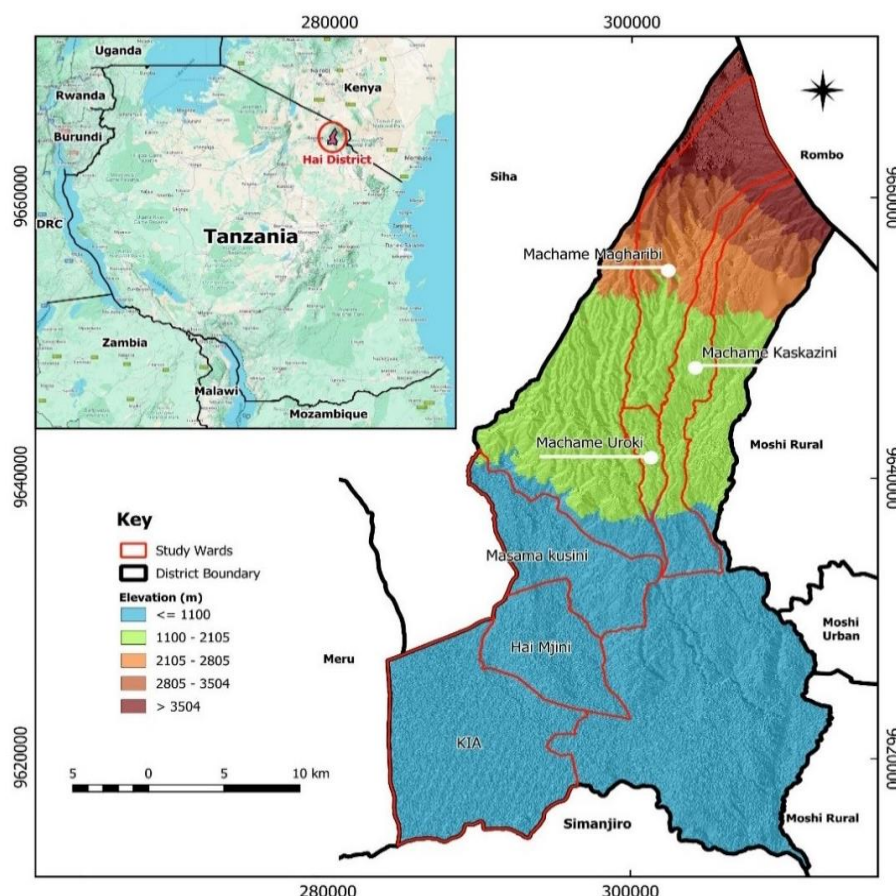 280000
300000
Uganda
Rwanda
Burundi
Kenya
Hai District
DRC
Tanzania
Zambia
Malawi
Mozambique
9660000
9640000
9620000
Siha
Rombo
Machame Magharibi
Machame Kaskazini
Machame Uroki
Moshi Rural
Masama kusini
Hai Mjini
KIA
Meru
Moshi
Urban
Moshi Rural
Simanjiro
Key
Study Wards
District Boundary
Elevation (m)
<= 1100
1100 - 2105
2105 - 2805
2805 - 3504
> 3504
5 0 5 10 km
9640000
280000
300000